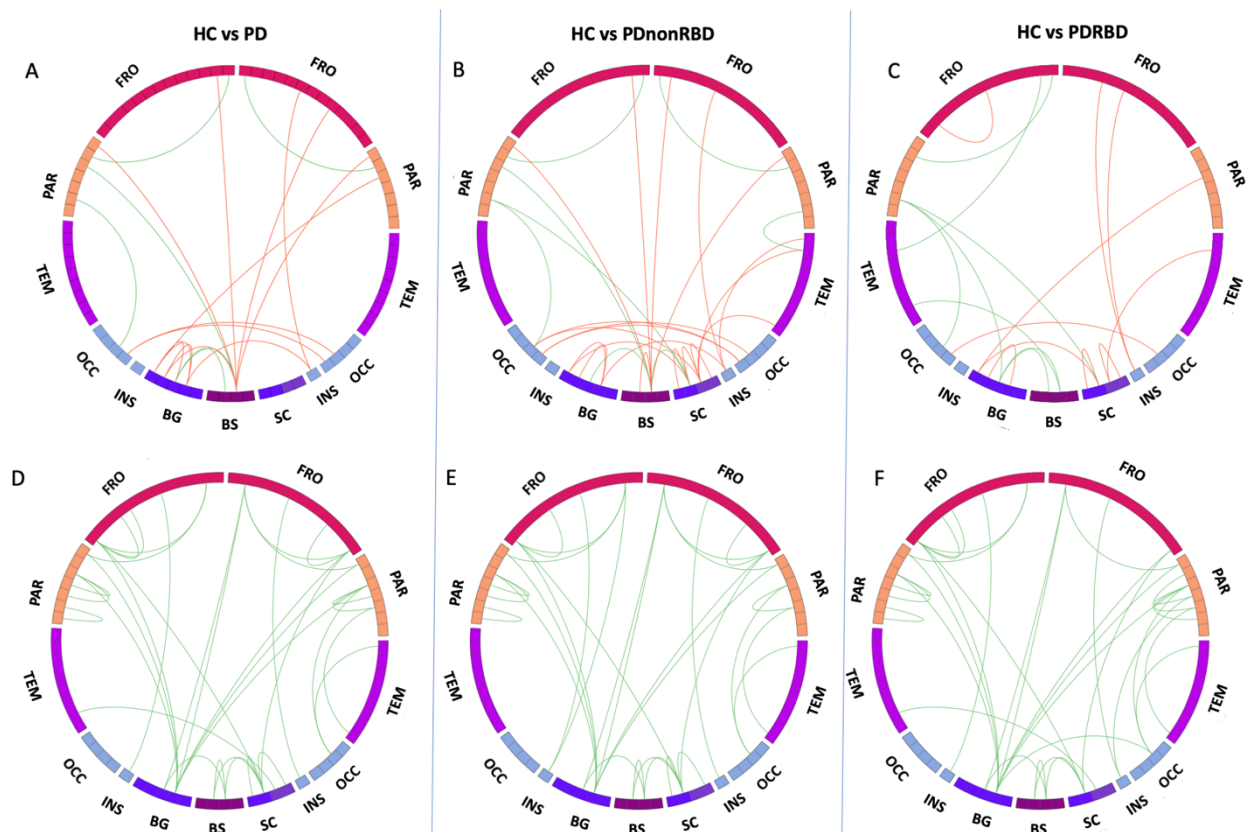 HC vs PD
HC vs PDnonRBD
HC vs PDRBD
A
FRO
FRO
PAR
PAR
TEM
TEM
OCC
OCC
INS
INS
BG
BS
SC
B
FRO
FRO
PAR
PAR
TEM
TEM
OCC
OCC
INS
INS
BG
BS
SC
C
FRO
FRO
PAR
PAR
TEM
TEM
OCC
OCC
INS
INS
BG
BS
SC
D
FRO
FRO
PAR
PAR
TEM
TEM
OCC
OCC
INS
INS
BG
BS
SC
E
FRO
FRO
PAR
PAR
TEM
TEM
OCC
OCC
INS
INS
BG
BS
SC
F
FRO
FRO
PAR
PAR
TEM
TEM
OCC
OCC
INS
INS
BG
BS
SC